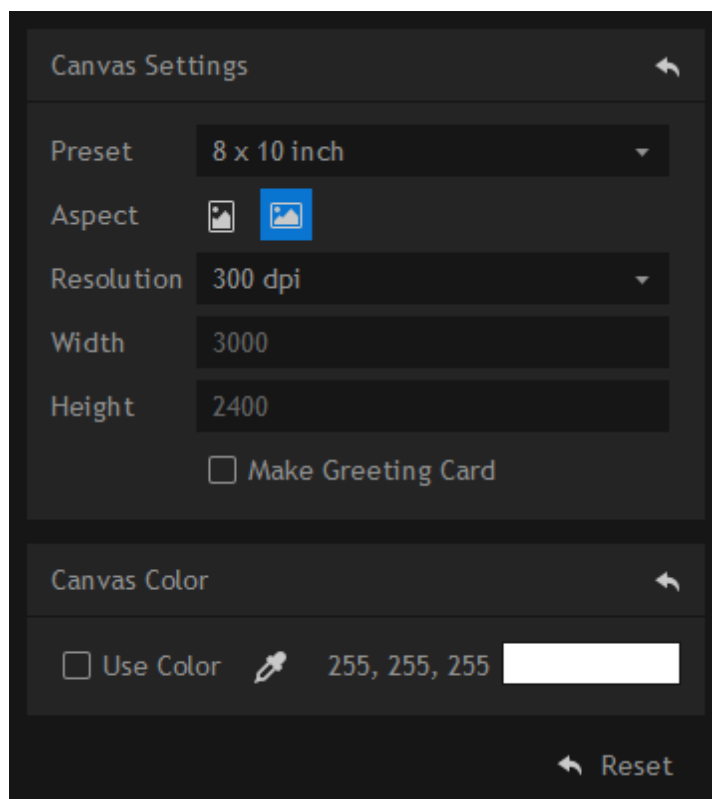 Canvas Settings
Preset 8 x 10 inch
Aspect
Resolution 300 dpi
Width 3000
Height 2400
Make Greeting Card
Canvas Color
Use Color 255, 255, 255
Reset